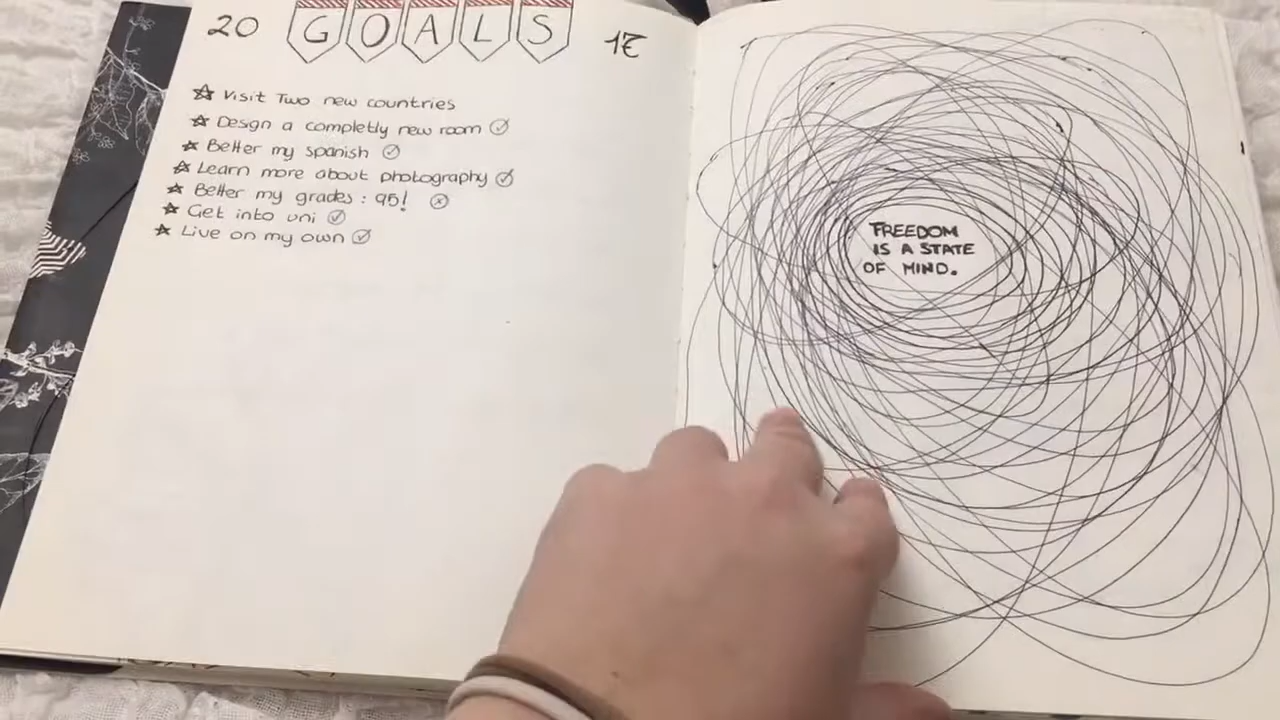 20 GOALS 17
Visit Two new countries
Design a completly new room
Better my spanish
Learn more about photography
Better my grades: 95!
Get into uni
Live on my own
FREEDOM
IS A STATE
OF MIND.